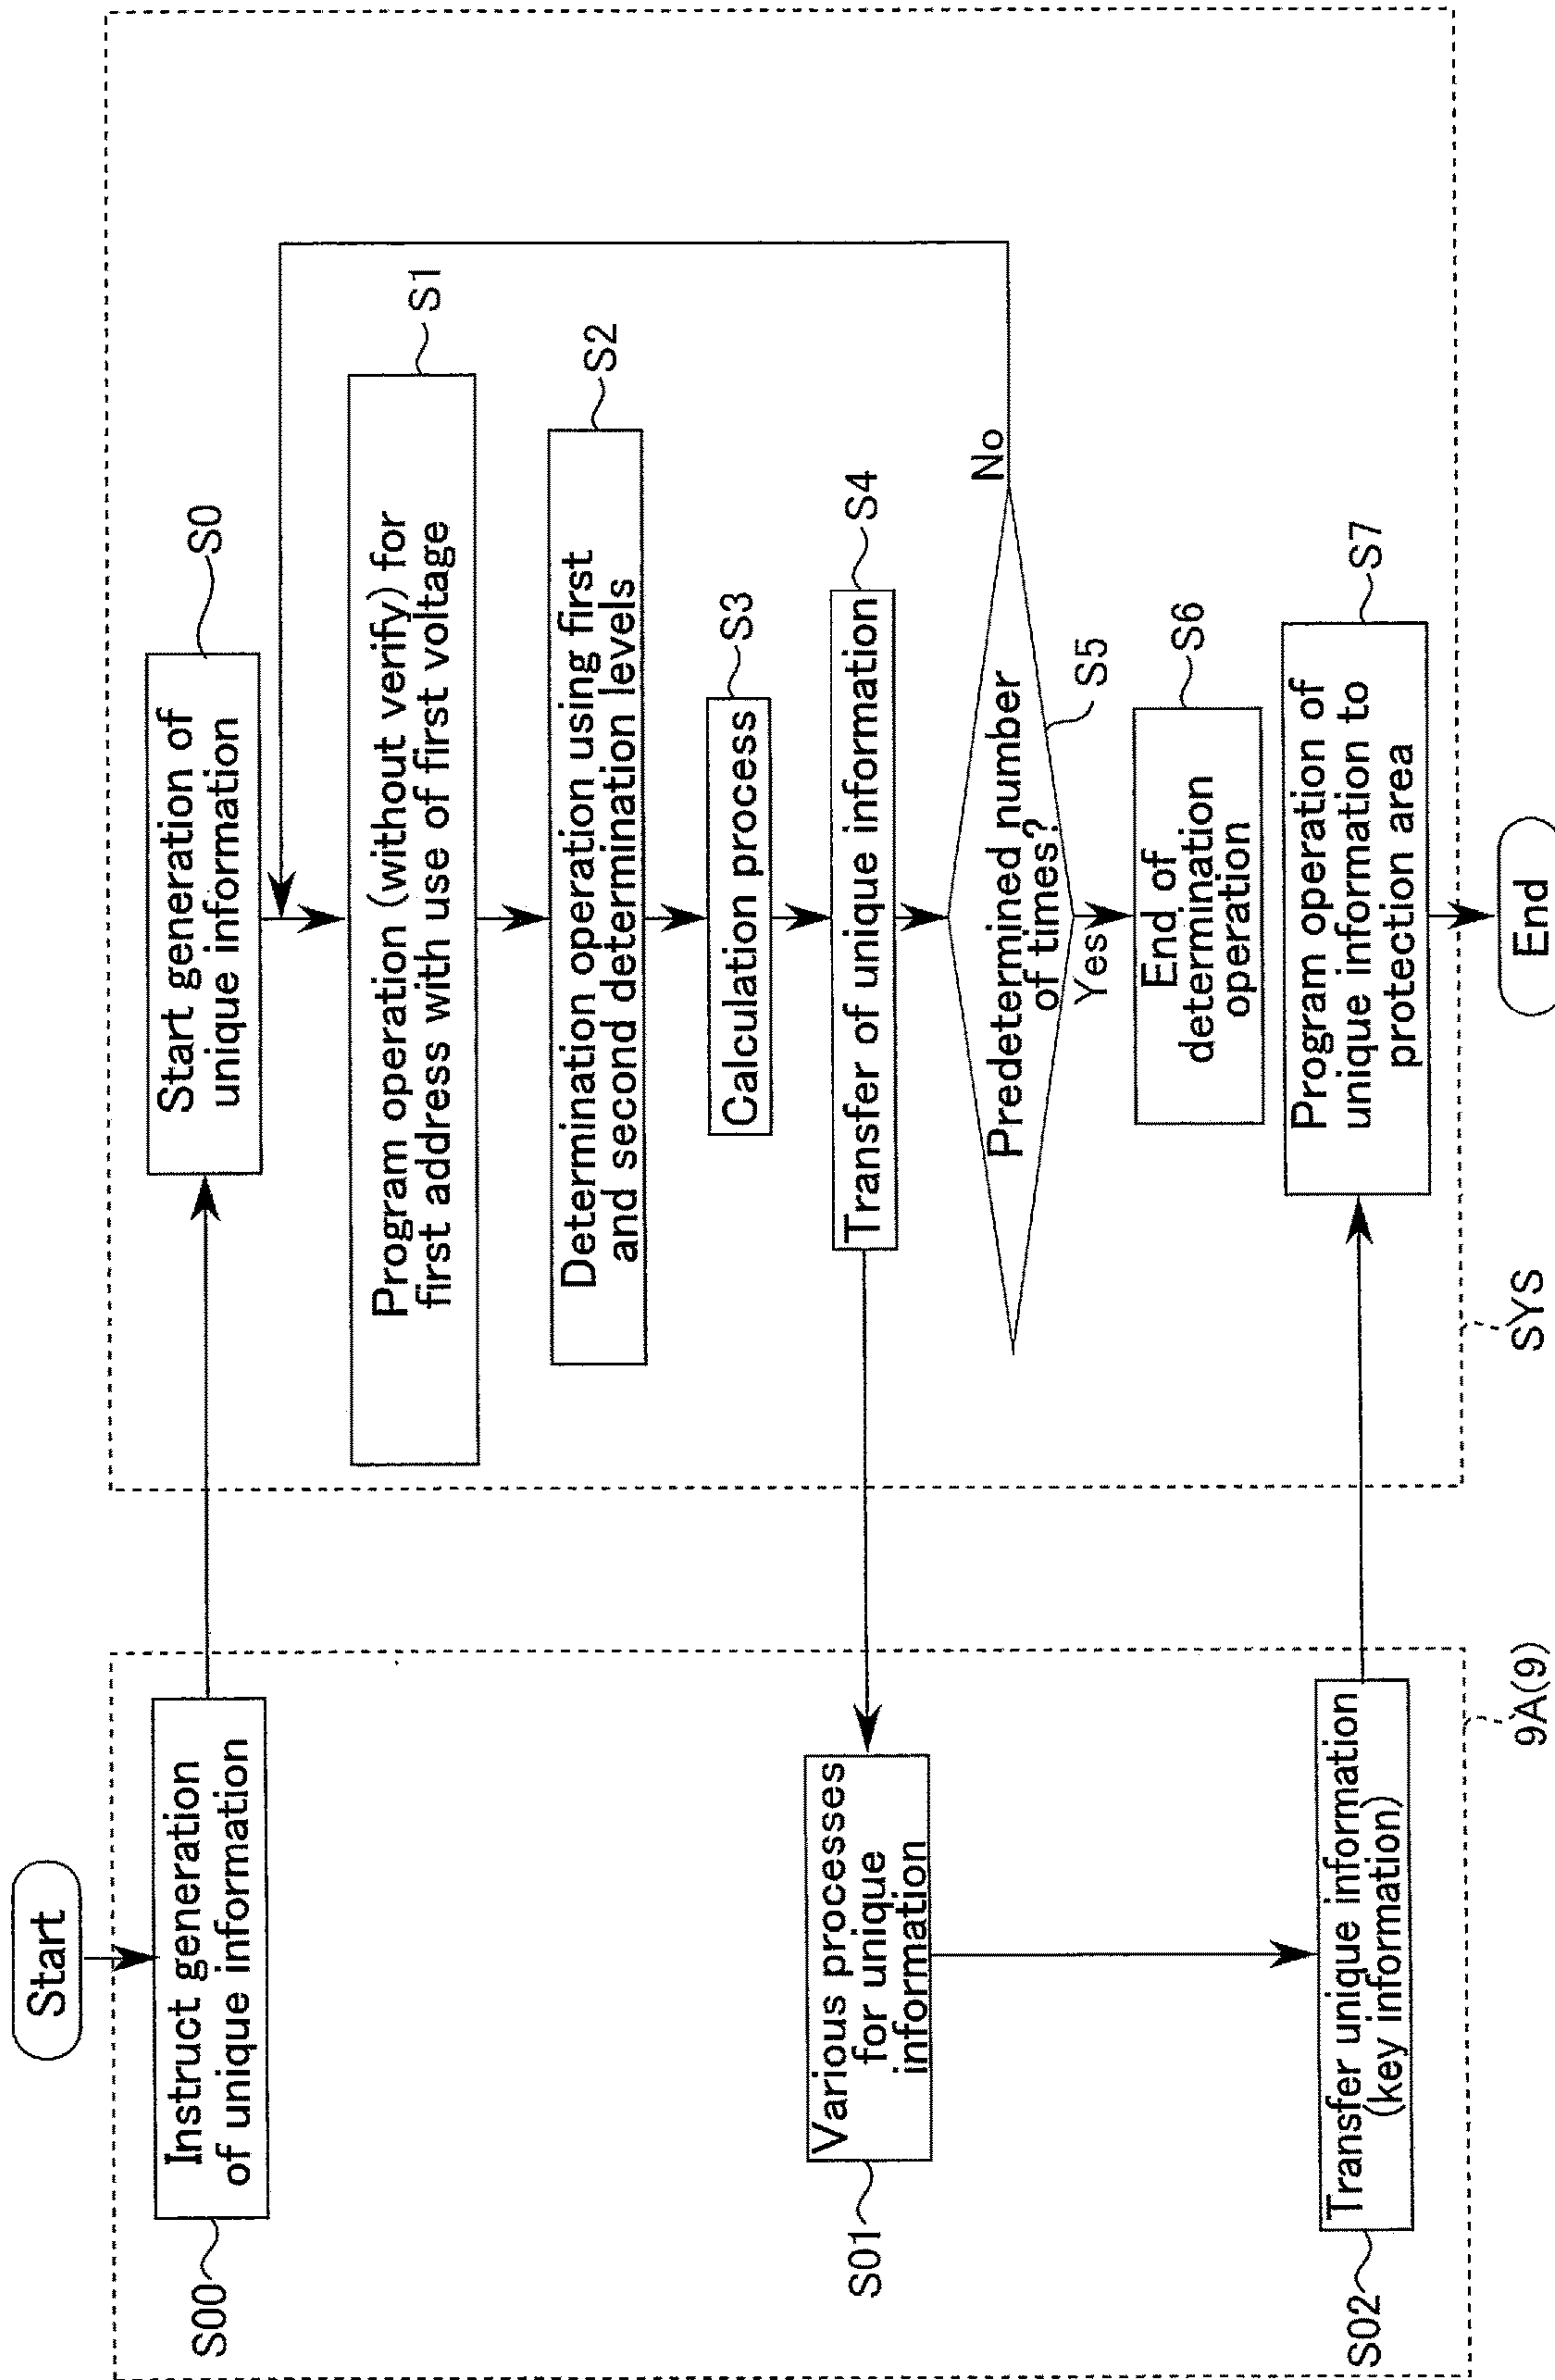 Start
Instruct generation
of unique information
S00
Various processes
for unique
information
S01
Transfer unique information
(key information)
S02
9A(9)
Start generation of
unique information
S0
Program operation (without verify) for
first address with use of first voltage
S1
Determination operation using first
and second determination levels
S2
Calculation process
S3
Transfer of unique information
S4
Predetermined number
of times?
S5
No
Yes
End of
determination
operation
S6
Program operation of
unique information to
protection area
S7
SYS
End